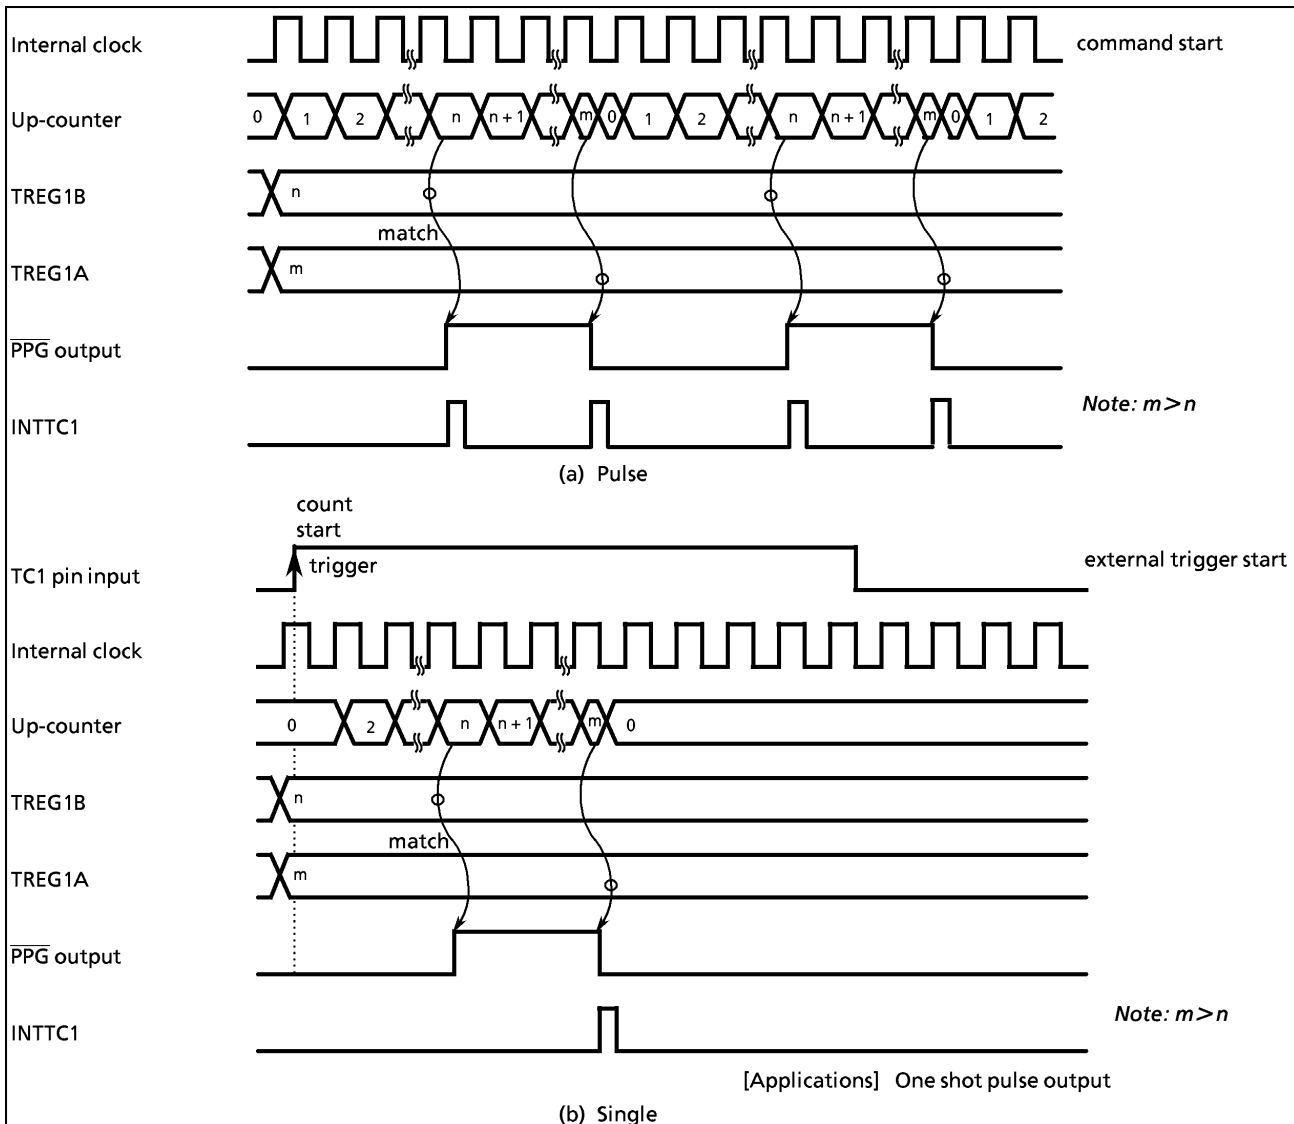 Internal clock
command start
Up-counter 0 1 2 n n + 1 m 0 1 2 n n + 1 m 0 1 2
TREG1B n
match
TREG1A m
PPG output
Note: m>n
INTTC1
(a) Pulse
count
start
trigger
TC1 pin input
external trigger start
Internal clock
Up-counter 0 2 n n + 1 m 0
TREG1B n
match
TREG1A m
PPG output
Note: m>n
INTTC1
[Applications] One shot pulse output
(b) Single